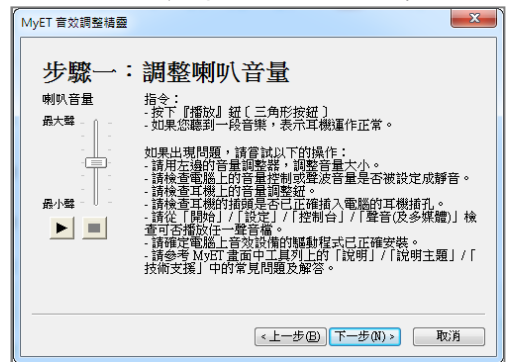 MyET 音效調整精靈
步驟一：調整喇叭音量
喇叭音量
最大聲
最小聲
指令：
-按下『播放』鈕〔三角形按鈕〕
-如果您聽到一段音樂，表示耳機運作正常。
如果出現問題，請嘗試以下的操作：
-請用左邊的音量調整器，調整音量大小。
-請檢查電腦上的音量控制或聲波音量是否被設定成靜音。
-請檢查耳機上的音量調整鈕。
-請檢查耳機的插頭是否已正確插入電腦的耳機插孔。
-請從「開始」/「設定」/「控制台」/「聲音(及多媒體)」檢
查可否播放任一聲音檔。
-請確定電腦上音效設備的驅動程式已正確安裝。
-請參考 MyET 畫面中工具列上的「說明」/「說明主題」/「
技術支援」中的常見問題及解答。
<上一步(B)
下一步(N)>
取消